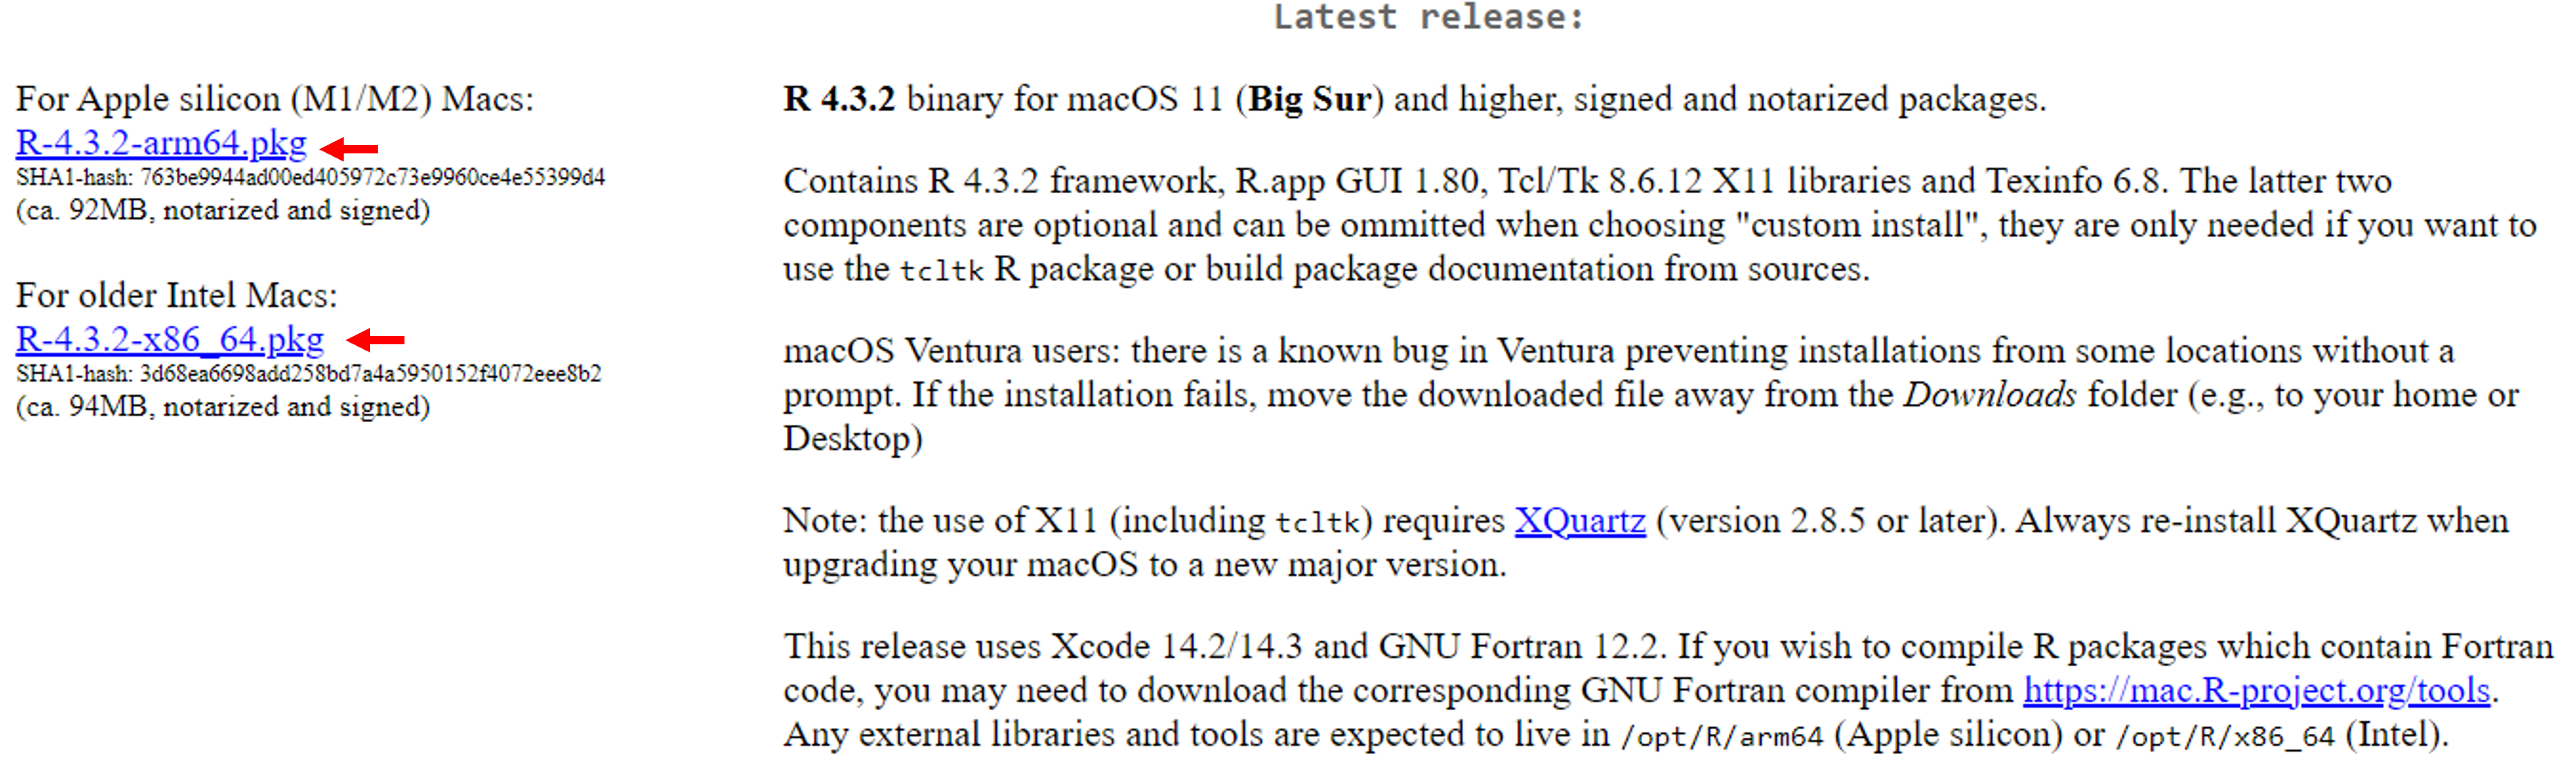 Latest release:
For Apple silicon (M1/M2) Macs:
R-4.3.2-arm64.pkg
SHA1-hash: 763be9944ad00ed405972c73e9960ce4e55399d4
(ca. 92MB, notarized and signed)
For older Intel Macs:
R-4.3.2-x86_64.pkg
SHA1-hash: 3d68ea6698add258bd7a4a5950152f4072eee8b2
(ca. 94MB, notarized and signed)
R 4.3.2 binary for macOS 11 (Big Sur) and higher, signed and notarized packages.
Contains R 4.3.2 framework, R.app GUI 1.80, Tcl/Tk 8.6.12 X11 libraries and Texinfo 6.8. The latter two
components are optional and can be ommitted when choosing "custom install", they are only needed if you want to
use the tcltk R package or build package documentation from sources.
macOS Ventura users: there is a known bug in Ventura preventing installations from some locations without a
prompt. If the installation fails, move the downloaded file away from the Downloads folder (e.g., to your home or
Desktop)
Note: the use of X11 (including tcltk) requires XQuartz (version 2.8.5 or later). Always re-install XQuartz when
upgrading your macOS to a new major version.
This release uses Xcode 14.2/14.3 and GNU Fortran 12.2. If you wish to compile R packages which contain Fortran
code, you may need to download the corresponding GNU Fortran compiler from https://mac.R-project.org/tools.
Any external libraries and tools are expected to live in /opt/R/arm64 (Apple silicon) or /opt/R/x86_64 (Intel).